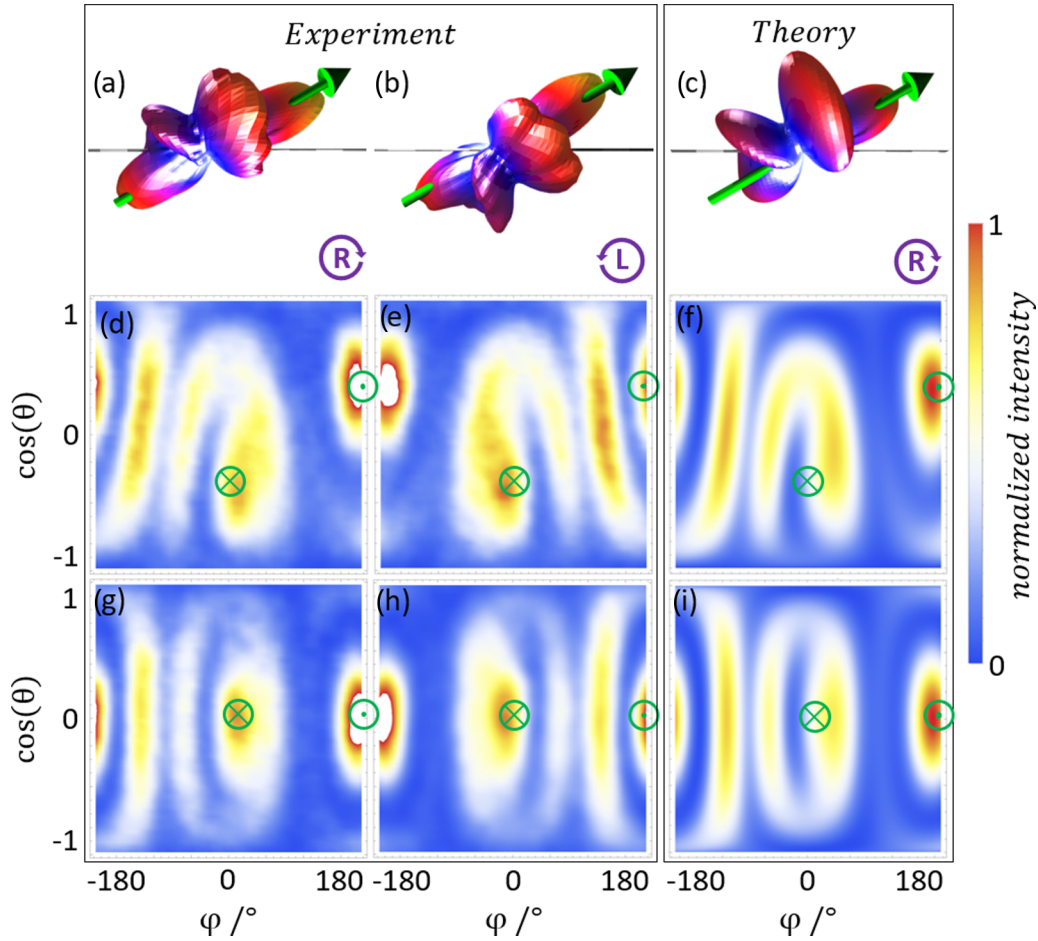 Experiment
Theory
(a)
(b)
(c)
R
L
R
1
normalized intensity
0
(d)
(e)
(f)
1
0
-1
cos(θ)
(g)
(h)
(i)
1
0
-1
cos(θ)
-180 0 180
-180 0 180
-180 0 180
φ /°
φ /°
φ /°